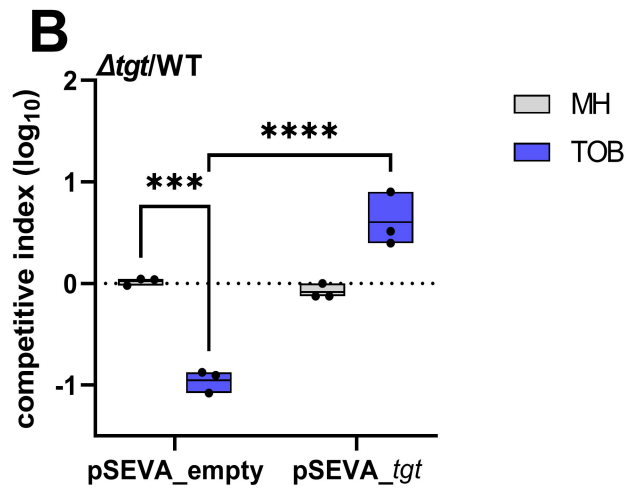 B
Δtgt/WT
competitive index (log₁₀)
2
1
0
-1
***
****
MH
TOB
pSEVA_empty
pSEVA_tgt